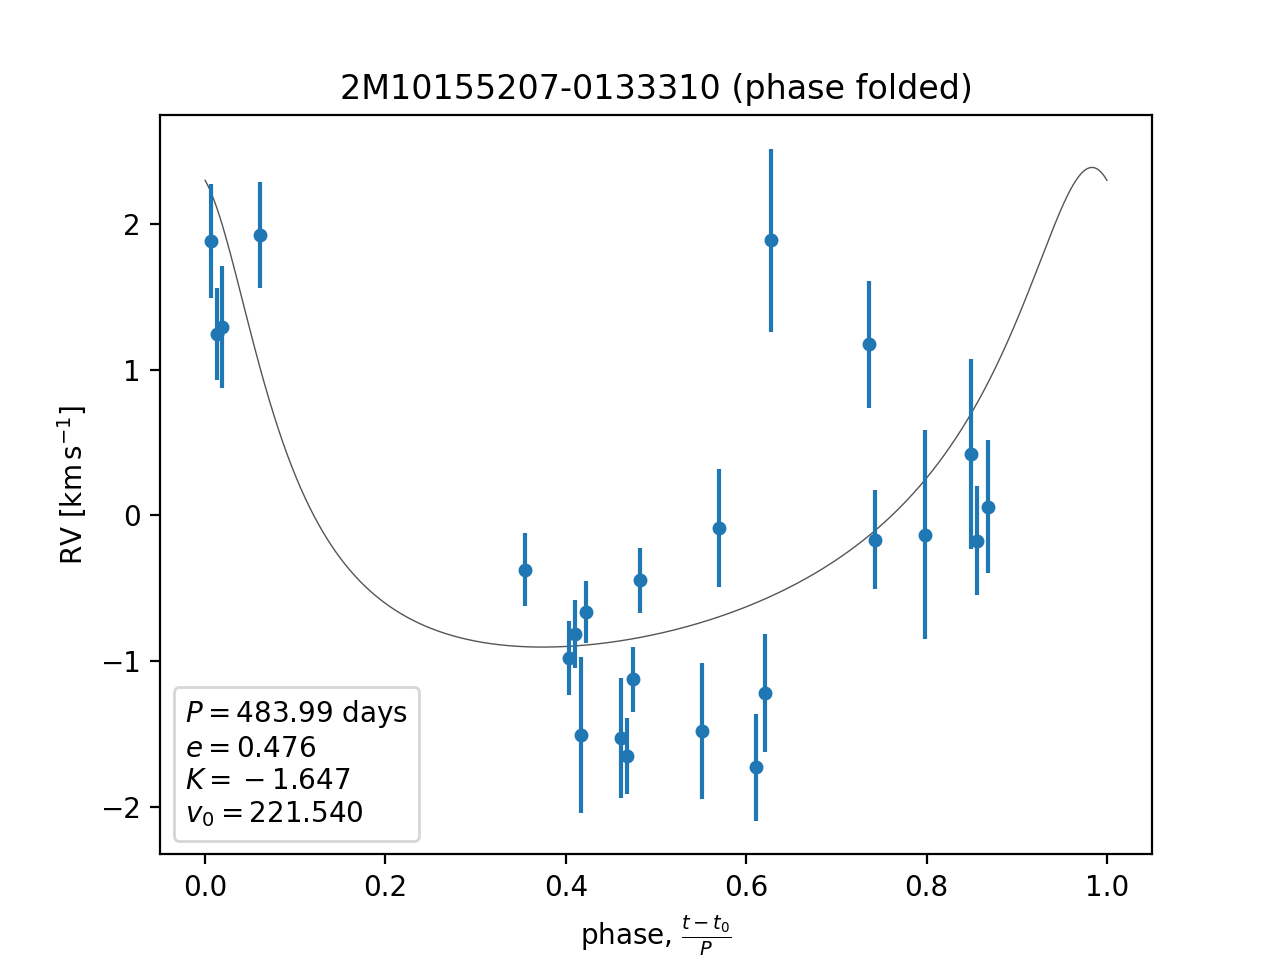 2M10155207-0133310 (phase folded)
2
1
0
−1
−2
RV [km s⁻¹]
P = 483.99 days
e = 0.476
K = −1.647
v₀ = 221.540
0.0 0.2 0.4 0.6 0.8 1.0
phase, (t − t₀)/P